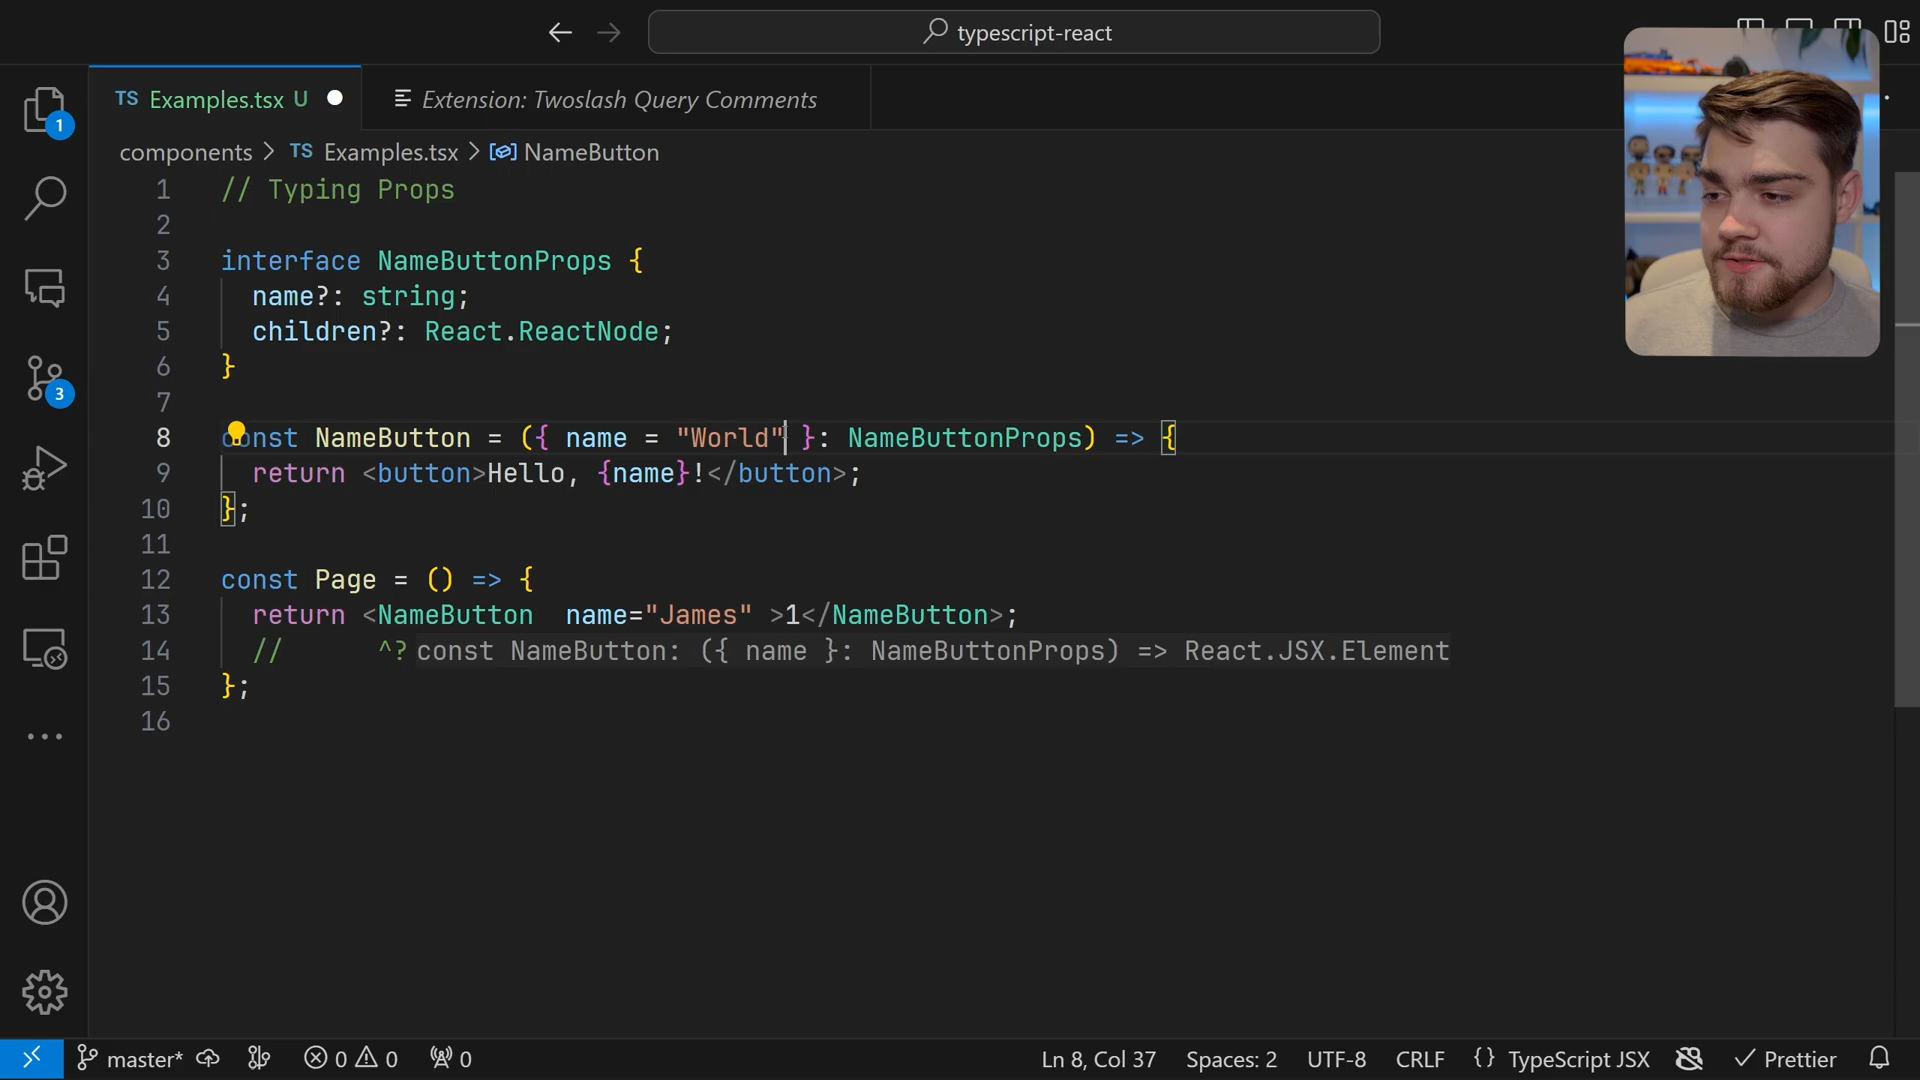 typescript-react
TS Examples.tsx U
Extension: Twoslash Query Comments
components > TS Examples.tsx > NameButton
1 // Typing Props
2
3 interface NameButtonProps {
4 name?: string;
5 children?: React.ReactNode;
6 }
7
8 const NameButton = ({ name = "World" }: NameButtonProps) => {
9 return <button>Hello, {name}!</button>;
10 };
11
12 const Page = () => {
13 return <NameButton  name="James" >1</NameButton>;
14 //      ^? const NameButton: ({ name }: NameButtonProps) => React.JSX.Element
15 };
16
1
3
master* 0 0 0 Ln 8, Col 37 Spaces: 2 UTF-8 CRLF {} TypeScript JSX Prettier